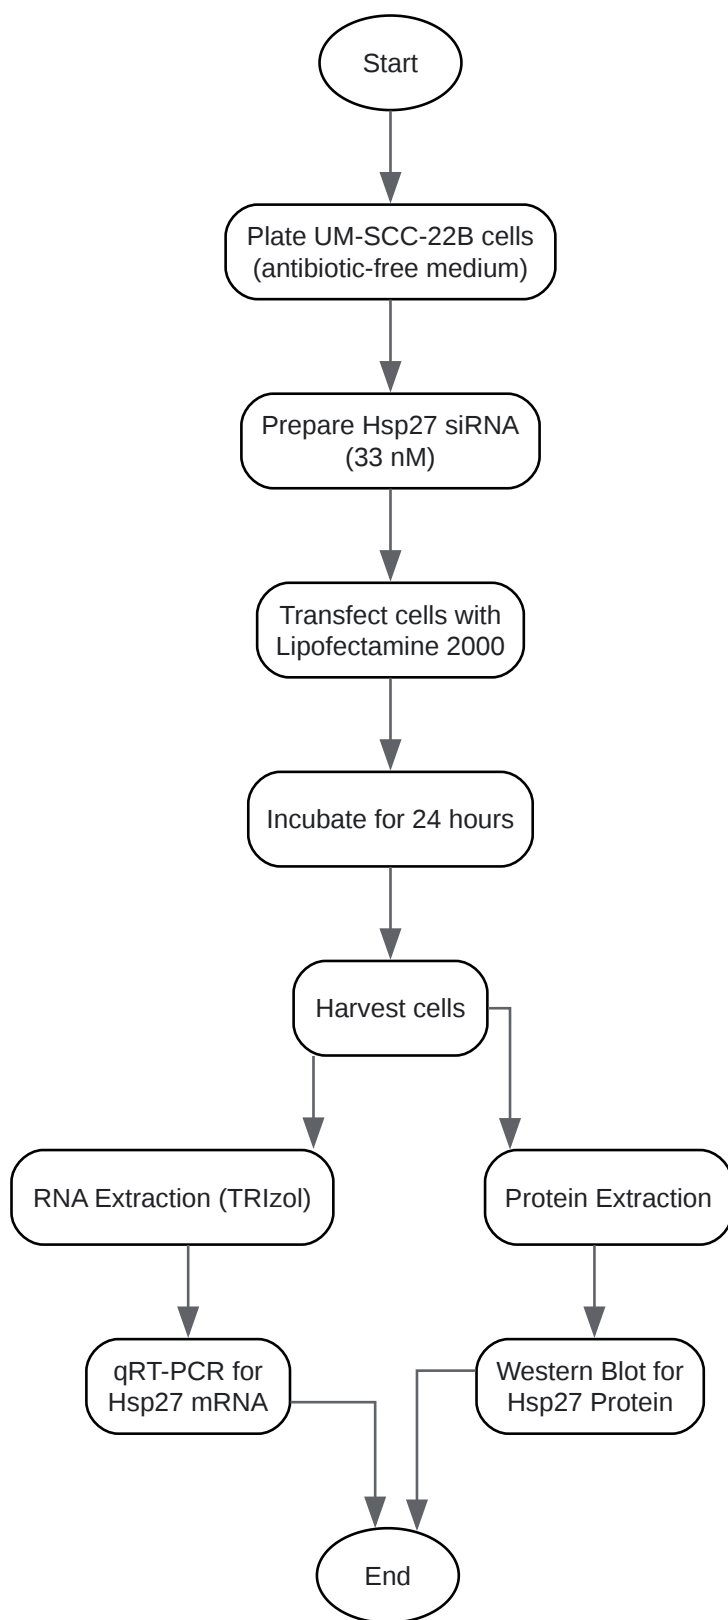 Start
Plate UM-SCC-22B cells
(antibiotic-free medium)
Prepare Hsp27 siRNA
(33 nM)
Transfect cells with
Lipofectamine 2000
Incubate for 24 hours
Harvest cells
RNA Extraction (TRIzol)
Protein Extraction
qRT-PCR for
Hsp27 mRNA
Western Blot for
Hsp27 Protein
End